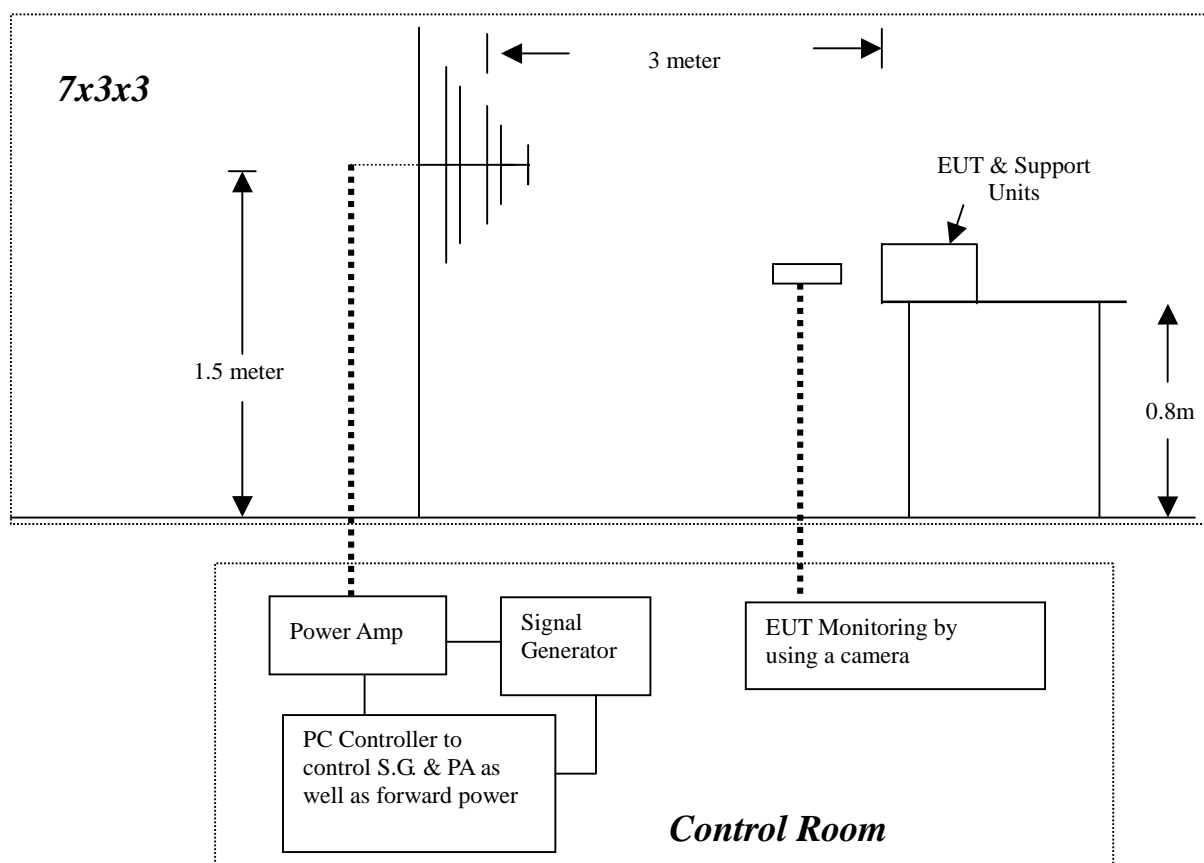 3 meter
7x3x3
EUT & Support
Units
1.5 meter
0.8m
Power Amp
Signal
Generator
EUT Monitoring by
using a camera
PC Controller to
control S.G. & PA as
well as forward power
Control Room